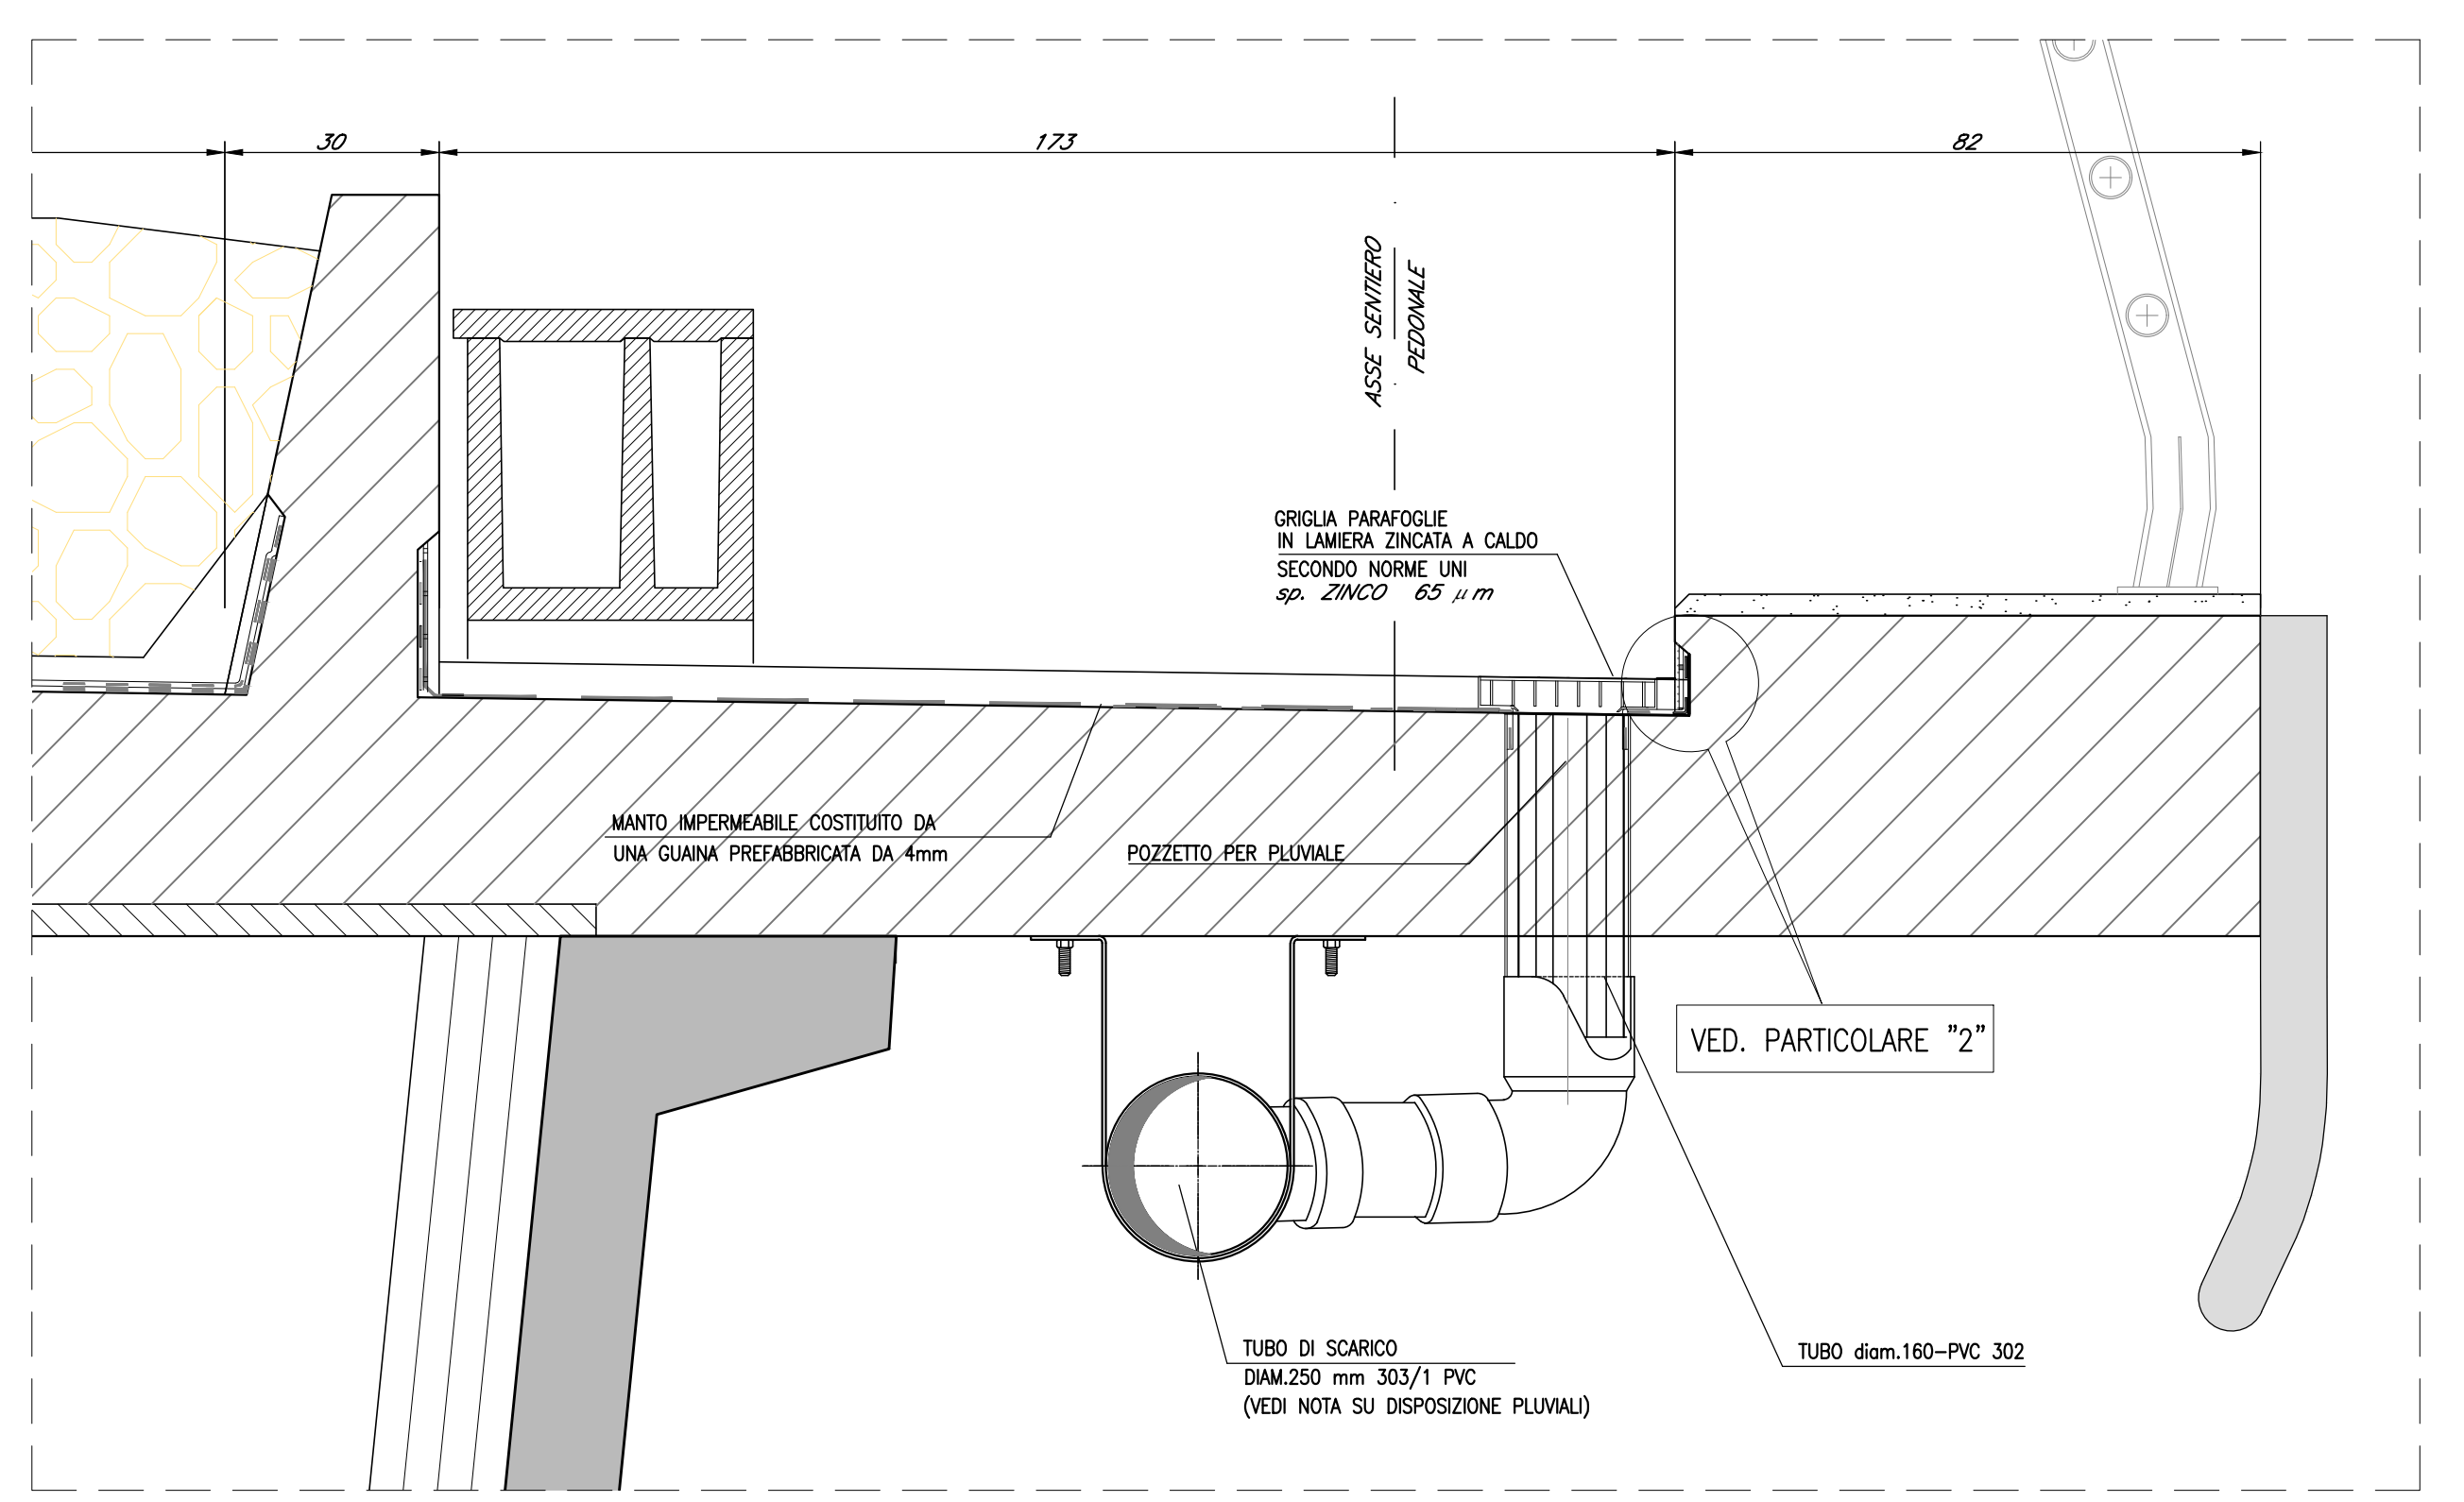 30
173
82
ASSE SENTIERO
PEDONALE
GRIGLIA PARAFOGLIE
IN LAMIERA ZINCATA A CALDO
SECONDO NORME UNI
sp. ZINCO 65 μm
MANTO IMPERMEABILE COSTITUITO DA
UNA GUAINA PREFABBRICATA DA 4mm
POZZETTO PER PLUVIALE
VED. PARTICOLARE "2"
TUBO DI SCARICO
DIAM.250 mm 303/1 PVC
(VEDI NOTA SU DISPOSIZIONE PLUVIALI)
TUBO diam.160-PVC 302